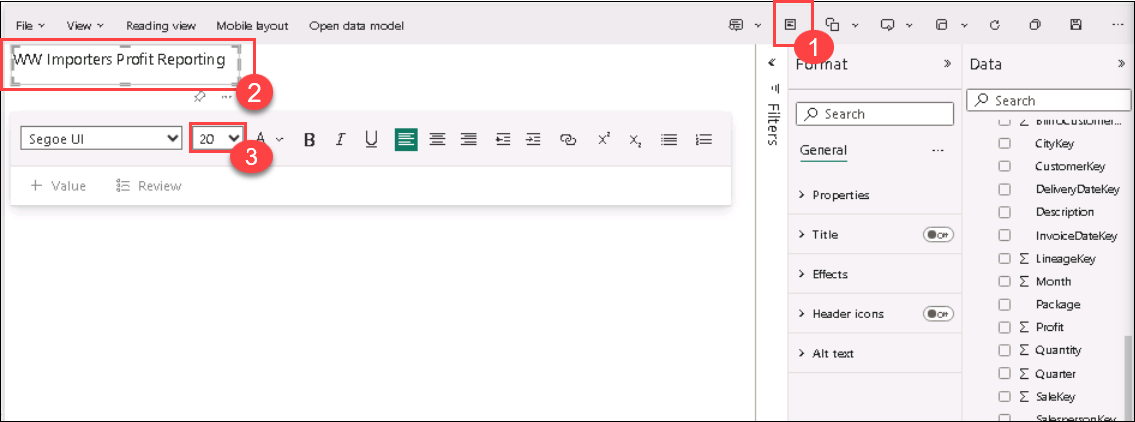 File View Reading view Mobile layout Open data model
1
WW Importers Profit Reporting
2
Segoe UI 20 A B I U X² X₂
3
+ Value Review
Filters
Format
Search
General
Properties
Title Off
Effects
Header icons Off
Alt text
Data
Search
Σ BillToCustomer...
CityKey
CustomerKey
DeliveryDateKey
Description
InvoiceDateKey
Σ LineageKey
Σ Month
Package
Σ Profit
Σ Quantity
Σ Quarter
Σ SaleKey
SalespersonKey